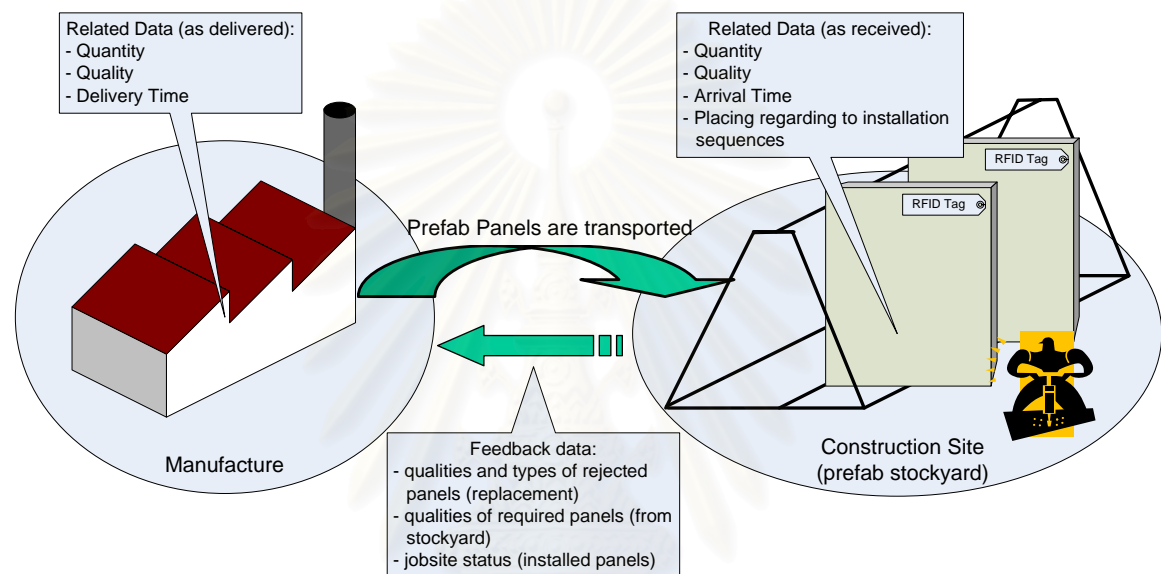 Related Data (as delivered):
- Quantity
- Quality
- Delivery Time
Related Data (as received):
- Quantity
- Quality
- Arrival Time
- Placing regarding to installation
sequences
RFID Tag
RFID Tag
Prefab Panels are transported
Manufacture
Construction Site
(prefab stockyard)
Feedback data:
- qualities and types of rejected
panels (replacement)
- qualities of required panels (from
stockyard)
- jobsite status (installed panels)